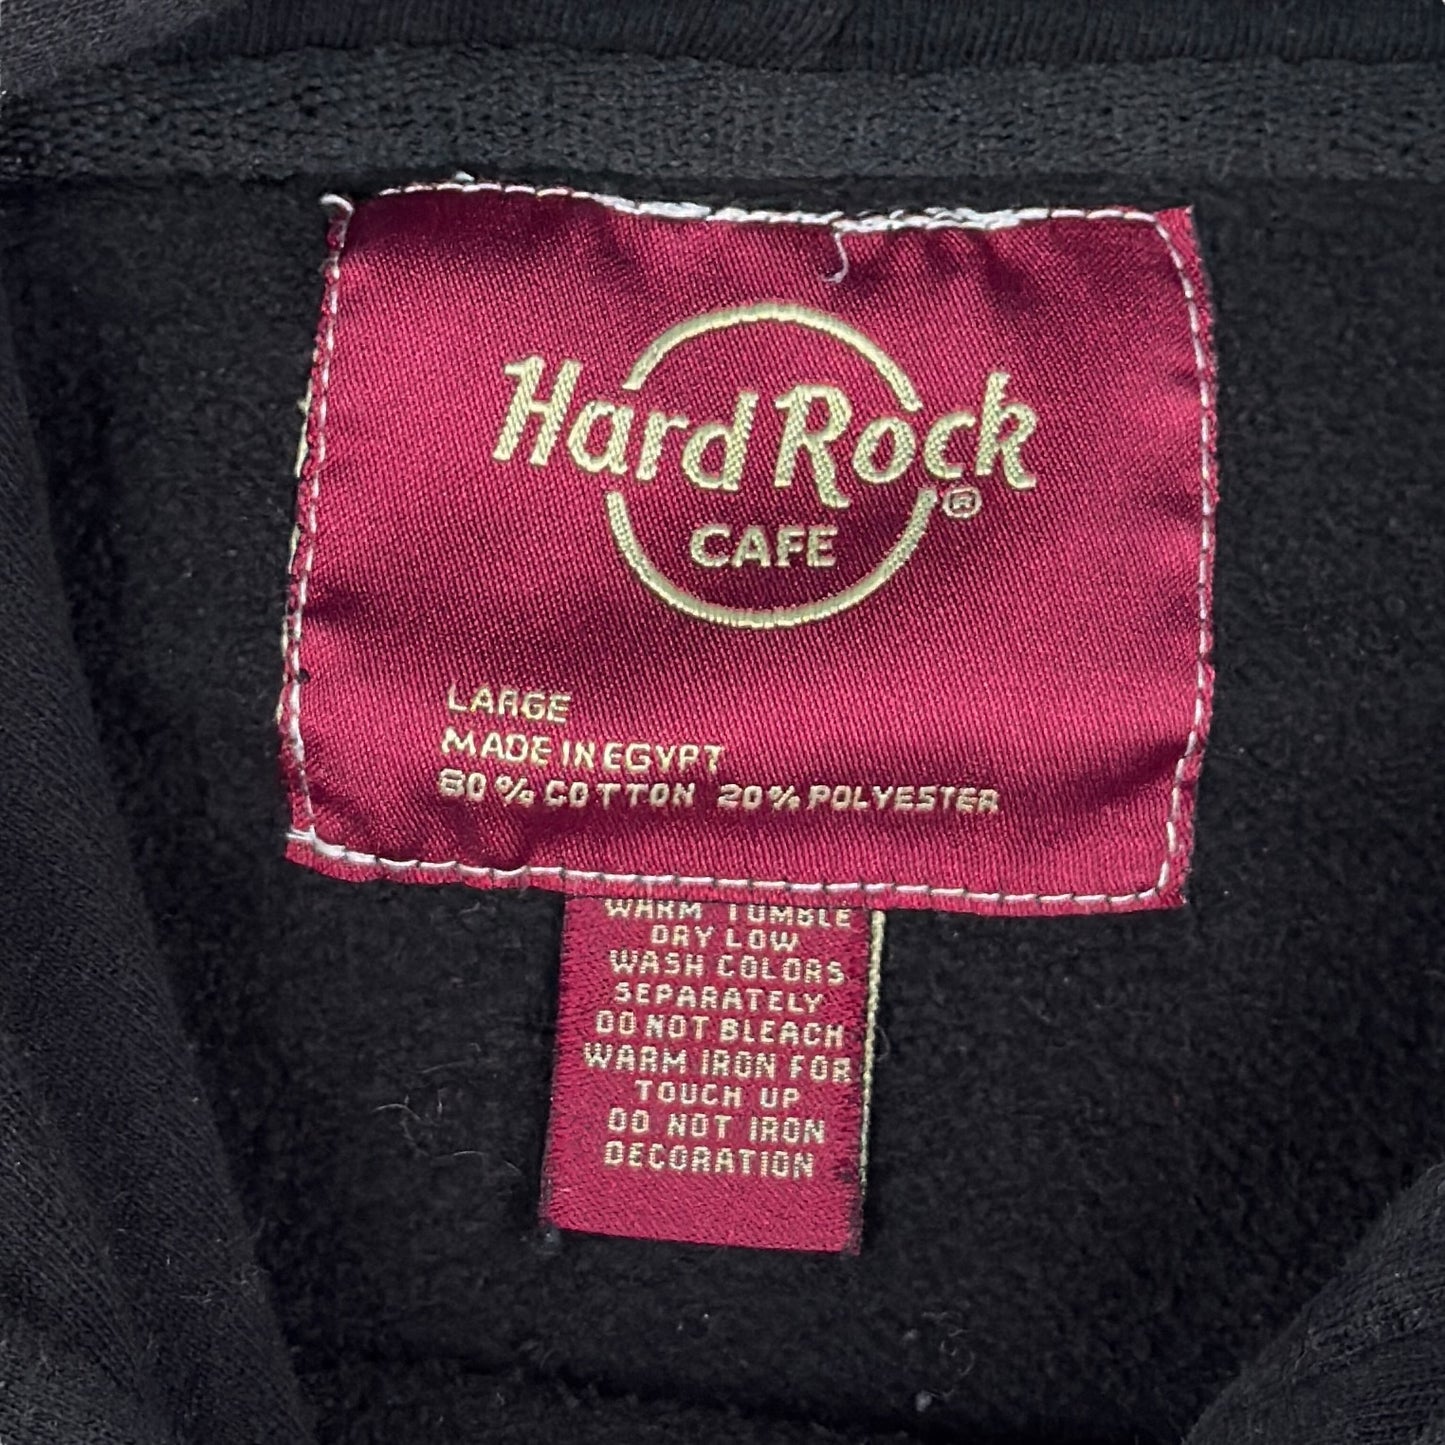 Hard Rock
®
CAFE
LARGE
MADE IN EGYPT
80% COTTON 20% POLYESTER
WARM TUMBLE
DRY LOW
WASH COLORS
SEPARATELY
DO NOT BLEACH
WARM IRON FOR
TOUCH UP
DO NOT IRON
DECORATION